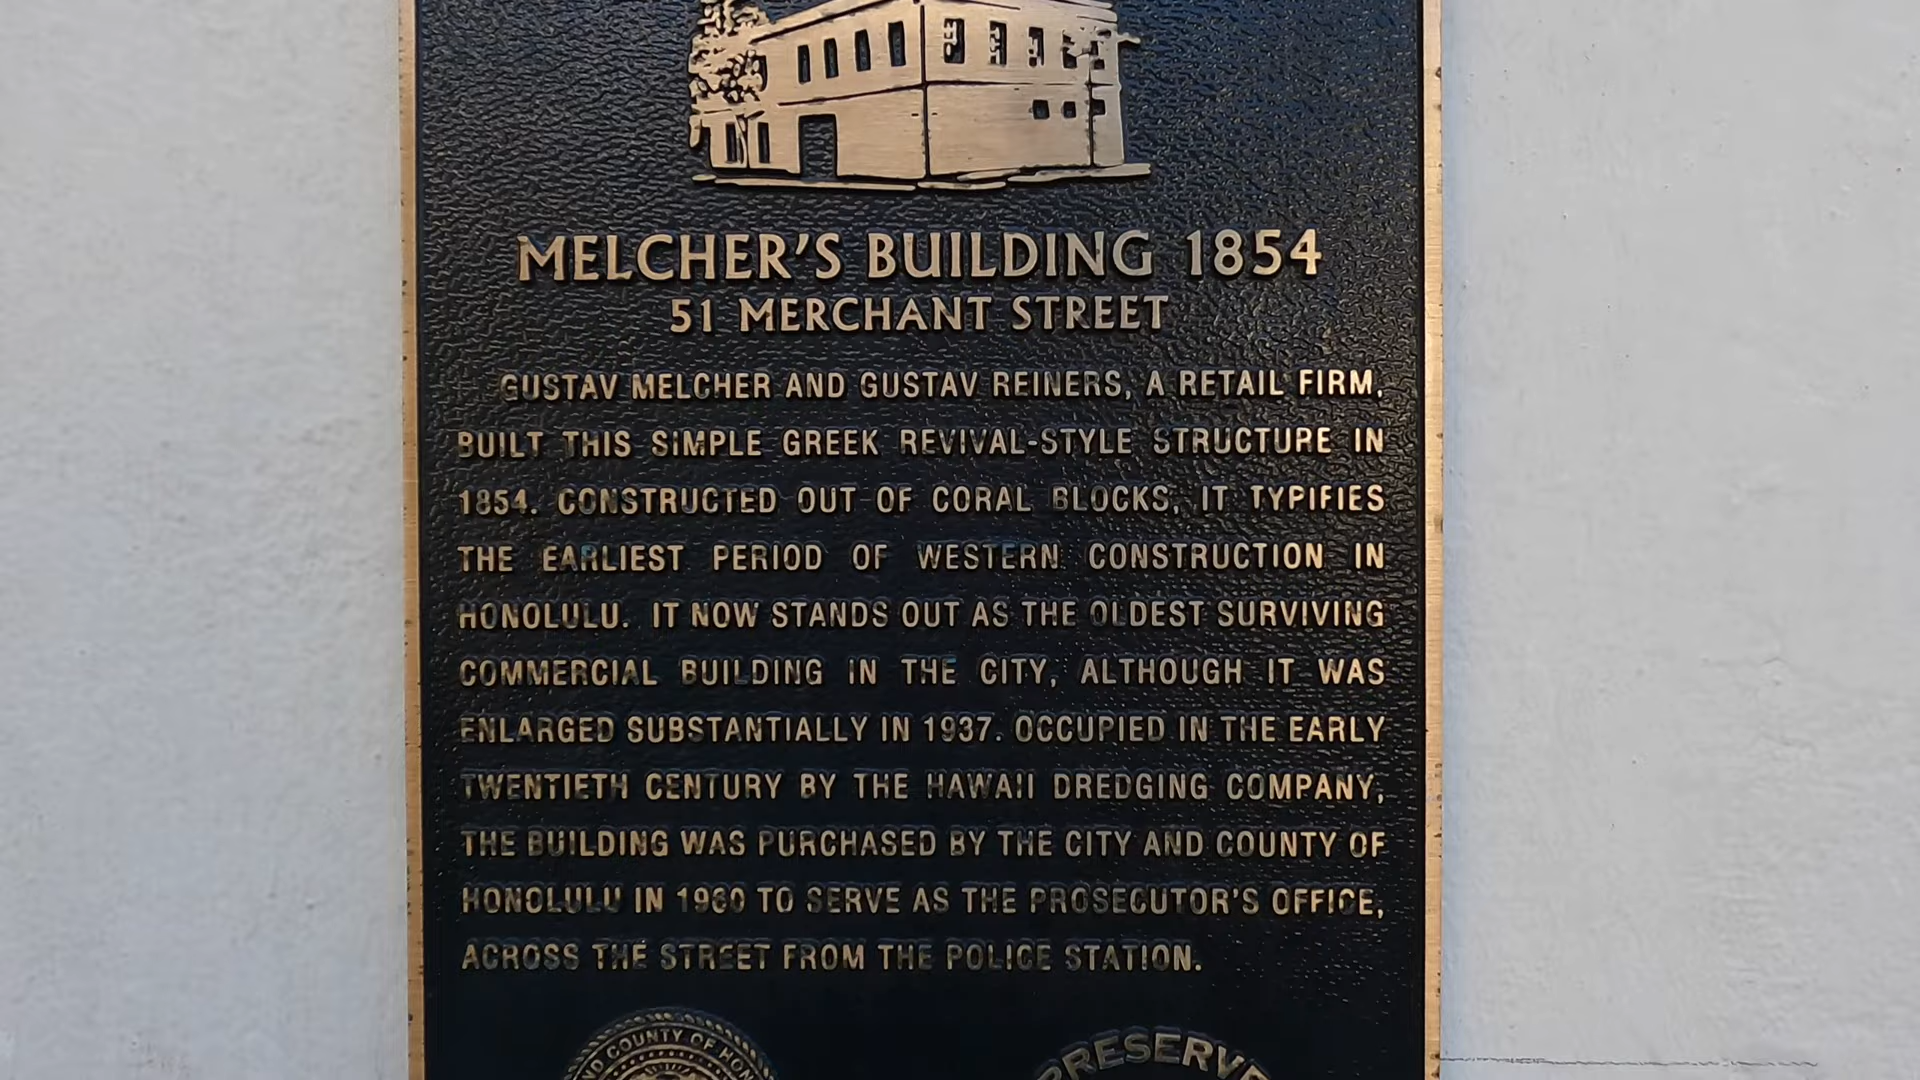 MELCHER'S BUILDING 1854
51 MERCHANT STREET
GUSTAV MELCHER AND GUSTAV REINERS, A RETAIL FIRM,
BUILT THIS SIMPLE GREEK REVIVAL-STYLE STRUCTURE IN
1854. CONSTRUCTED OUT OF CORAL BLOCKS, IT TYPIFIES
THE EARLIEST PERIOD OF WESTERN CONSTRUCTION IN
HONOLULU. IT NOW STANDS OUT AS THE OLDEST SURVIVING
COMMERCIAL BUILDING IN THE CITY, ALTHOUGH IT WAS
ENLARGED SUBSTANTIALLY IN 1937. OCCUPIED IN THE EARLY
TWENTIETH CENTURY BY THE HAWAII DREDGING COMPANY,
THE BUILDING WAS PURCHASED BY THE CITY AND COUNTY OF
HONOLULU IN 1980 TO SERVE AS THE PROSECUTOR'S OFFICE,
ACROSS THE STREET FROM THE POLICE STATION.
COUNTY OF